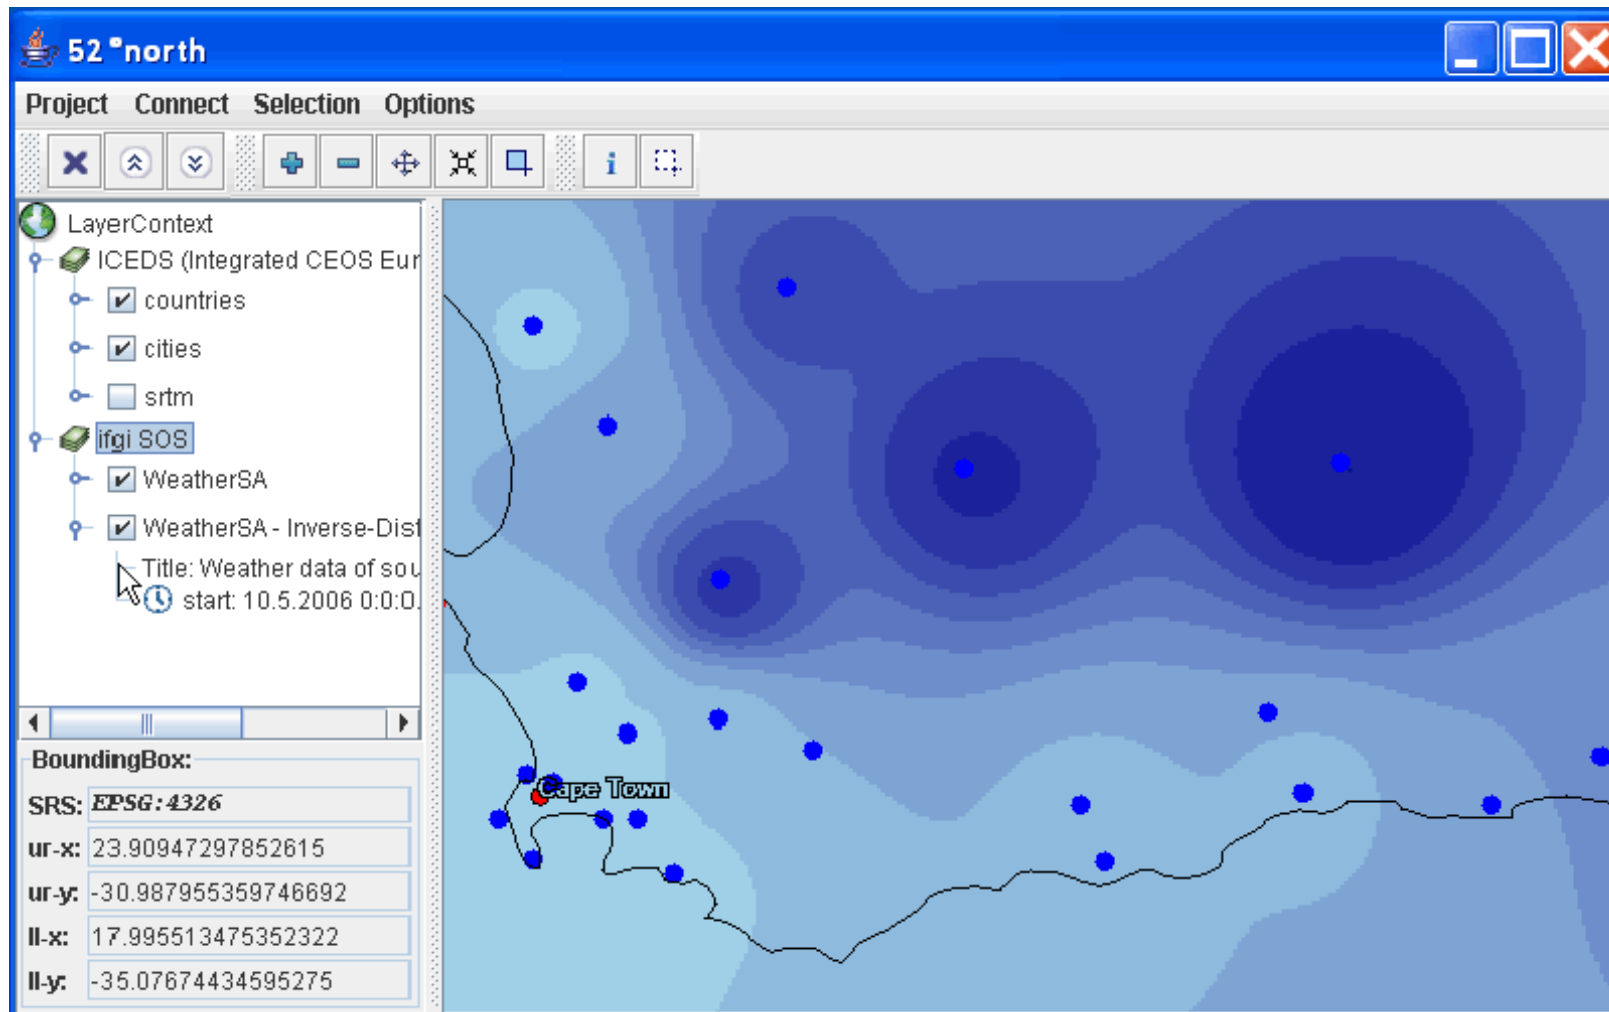 52°north
Project Connect Selection Options
LayerContext
ICEDS (Integrated CEOS Eur
countries
cities
srtm
ifgi SOS
WeatherSA
WeatherSA - Inverse-Dist
Title: Weather data of sou
start: 10.5.2006 0:0:0.
BoundingBox:
SRS: EPSG:4326
ur-x: 23.90947297852615
ur-y: -30.987955359746692
ll-x: 17.995513475352322
ll-y: -35.07674434595275
Cape Town